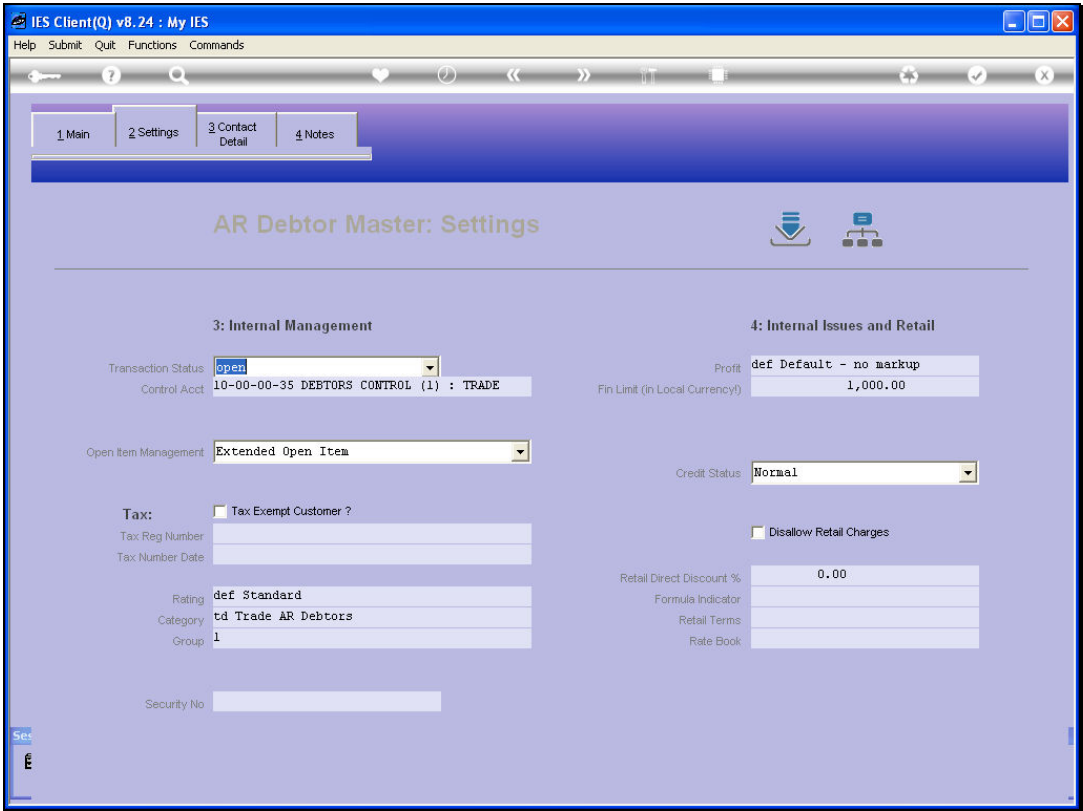 IES Client(Q) v8.24 : My IES
Help Submit Quit Functions Commands
1 Main
2 Settings
3 Contact Detail
4 Notes
AR Debtor Master: Settings
3: Internal Management
Transaction Status open
Control Acct 10-00-00-35 DEBTORS CONTROL (1) : TRADE
Open Item Management Extended Open Item
Tax: Tax Exempt Customer ?
Tax Reg Number
Tax Number Date
Rating def Standard
Category td Trade AR Debtors
Group 1
Security No
4: Internal Issues and Retail
Profit def Default - no markup
Fin Limit (in Local Currency!) 1,000.00
Credit Status Normal
Disallow Retail Charges
Retail Direct Discount % 0.00
Formula Indicator
Retail Terms
Rate Book
Ses